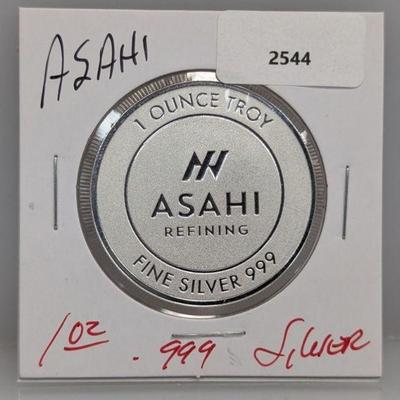 ASAHI
2544
1 OUNCE TROY
ASAHI
REFINING
FINE SILVER 999
1oz .999 SiLVER